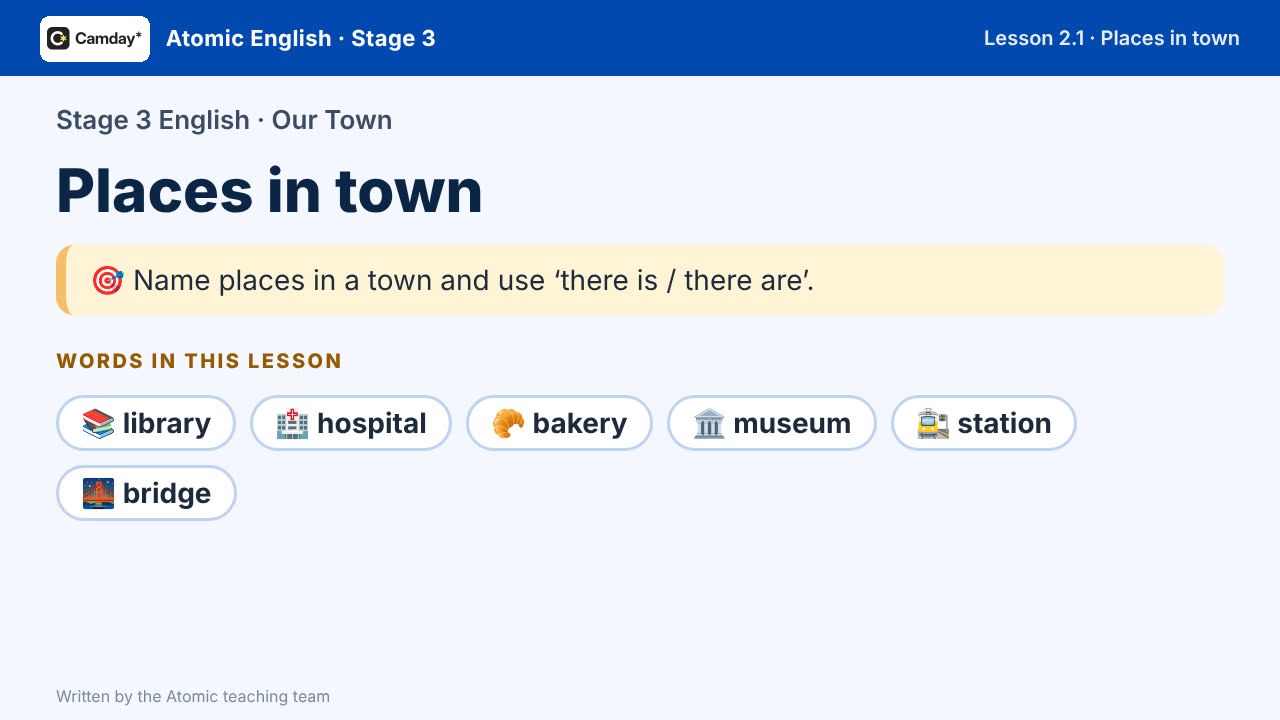 Camday* Atomic English · Stage 3
Lesson 2.1 · Places in town
Stage 3 English · Our Town
Places in town
Name places in a town and use ‘there is / there are’.
WORDS IN THIS LESSON
library hospital bakery museum station
bridge
Written by the Atomic teaching team